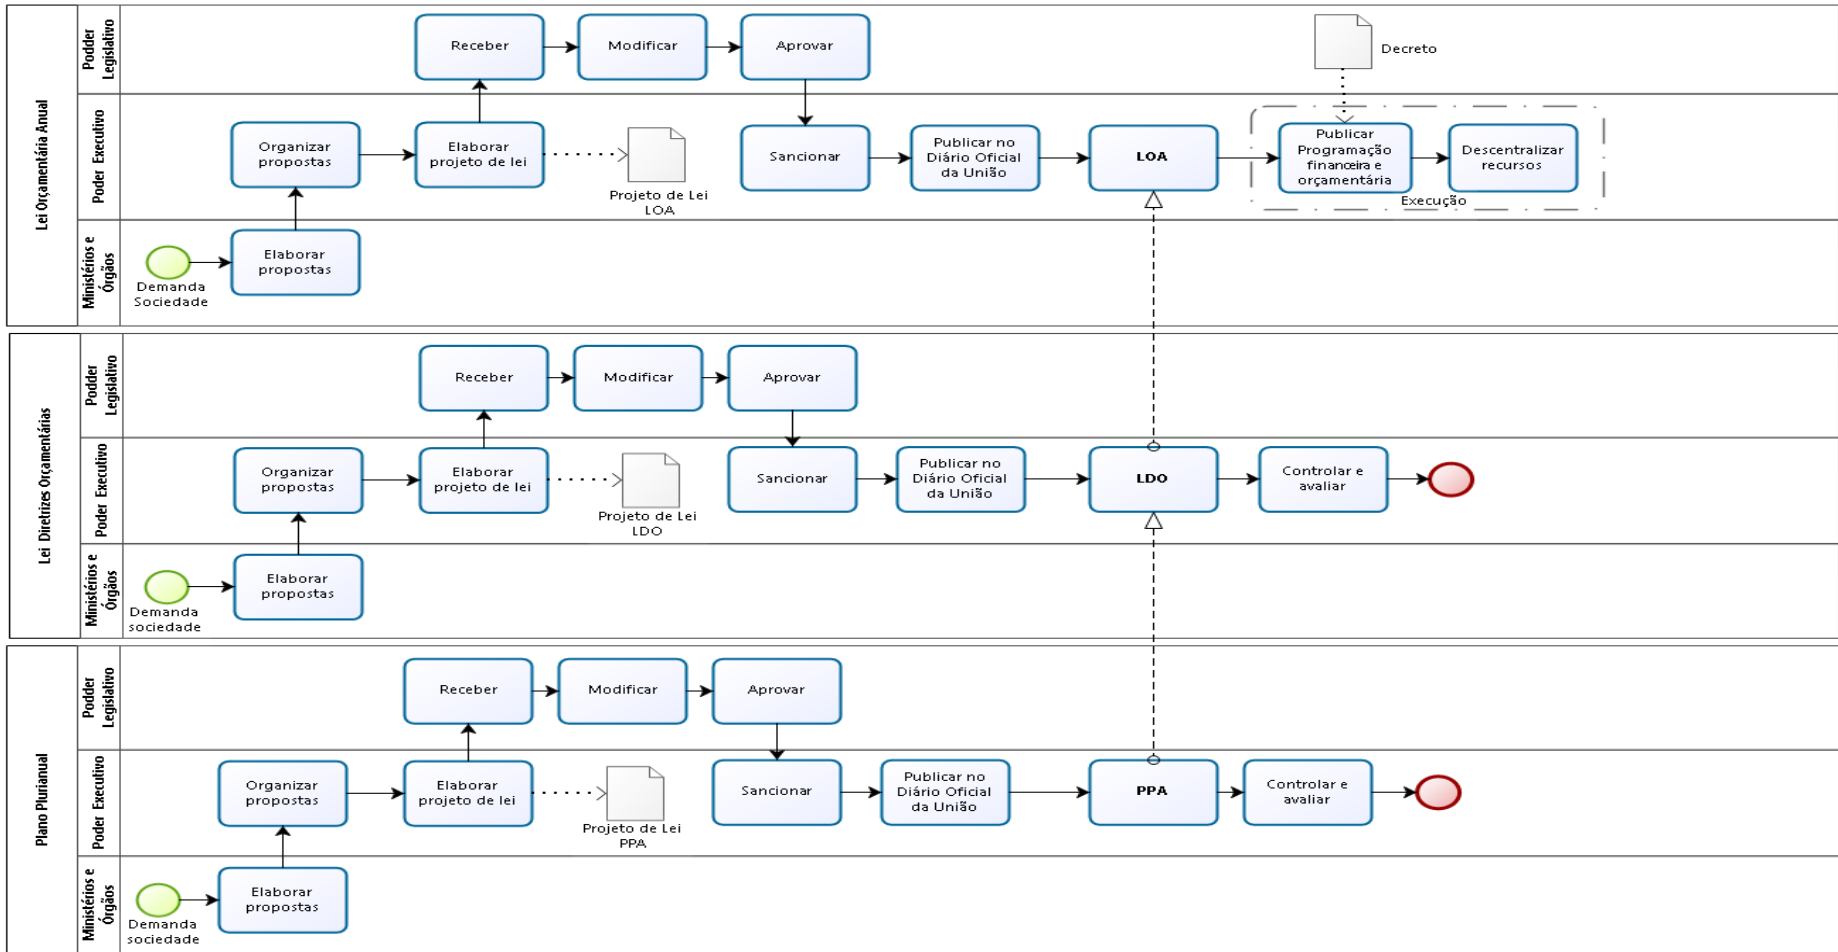 Lei Orçamentária Anual
Podder
Legislativo
Receber
Modificar
Aprovar
Decreto
Poder Executivo
Organizar
propostas
Elaborar
projeto de lei
Projeto de Lei
LOA
Sancionar
Publicar no
Diário Oficial
da União
LOA
Publicar
Programação
financeira e
orçamentária
Descentralizar
recursos
Execução
Ministérios e
Órgãos
Demanda
Sociedade
Elaborar
propostas
Lei Diretrizes Orçamentárias
Podder
Legislativo
Receber
Modificar
Aprovar
Poder Executivo
Organizar
propostas
Elaborar
projeto de lei
Projeto de Lei
LDO
Sancionar
Publicar no
Diário Oficial
da União
LDO
Controlar e
avaliar
Ministérios e
Órgãos
Demanda
sociedade
Elaborar
propostas
Plano Plurianual
Podder
Legislativo
Receber
Modificar
Aprovar
Poder Executivo
Organizar
propostas
Elaborar
projeto de lei
Projeto de Lei
PPA
Sancionar
Publicar no
Diário Oficial
da União
PPA
Controlar e
avaliar
Ministérios e
Órgãos
Demanda
sociedade
Elaborar
propostas